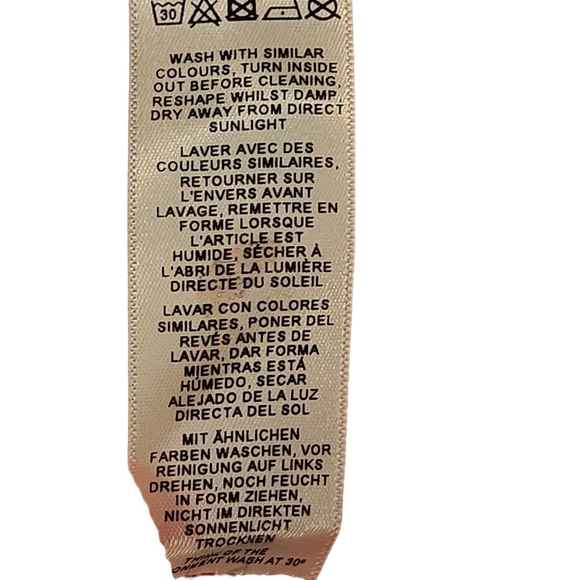 30
WASH WITH SIMILAR
COLOURS, TURN INSIDE
OUT BEFORE CLEANING,
RESHAPE WHILST DAMP,
DRY AWAY FROM DIRECT
SUNLIGHT
LAVER AVEC DES
COULEURS SIMILAIRES,
RETOURNER SUR
L'ENVERS AVANT
LAVAGE, REMETTRE EN
FORME LORSQUE
L'ARTICLE EST
HUMIDE, SÉCHER À
L'ABRI DE LA LUMIÈRE
DIRECTE DU SOLEIL
LAVAR CON COLORES
SIMILARES, PONER DEL
REVÉS ANTES DE
LAVAR, DAR FORMA
MIENTRAS ESTÁ
HÚMEDO, SECAR
ALEJADO DE LA LUZ
DIRECTA DEL SOL
MIT ÄHNLICHEN
FARBEN WASCHEN, VOR
REINIGUNG AUF LINKS
DREHEN, NOCH FEUCHT
IN FORM ZIEHEN,
NICHT IM DIREKTEN
SONNENLICHT
TROCKNEN
THINK OF THE
WASH AT 30°